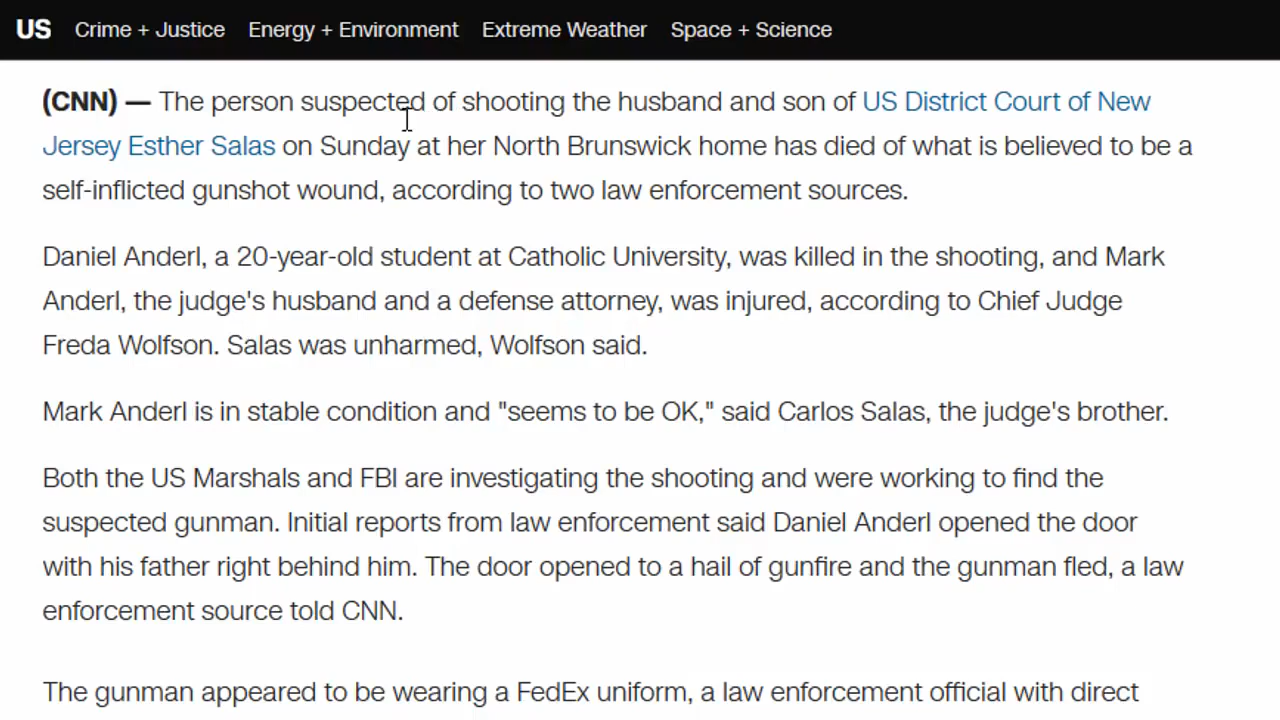 US Crime + Justice Energy + Environment Extreme Weather Space + Science
(CNN) — The person suspected of shooting the husband and son of US District Court of New
Jersey Esther Salas on Sunday at her North Brunswick home has died of what is believed to be a
self-inflicted gunshot wound, according to two law enforcement sources.
Daniel Anderl, a 20-year-old student at Catholic University, was killed in the shooting, and Mark
Anderl, the judge's husband and a defense attorney, was injured, according to Chief Judge
Freda Wolfson. Salas was unharmed, Wolfson said.
Mark Anderl is in stable condition and "seems to be OK," said Carlos Salas, the judge's brother.
Both the US Marshals and FBI are investigating the shooting and were working to find the
suspected gunman. Initial reports from law enforcement said Daniel Anderl opened the door
with his father right behind him. The door opened to a hail of gunfire and the gunman fled, a law
enforcement source told CNN.
The gunman appeared to be wearing a FedEx uniform, a law enforcement official with direct